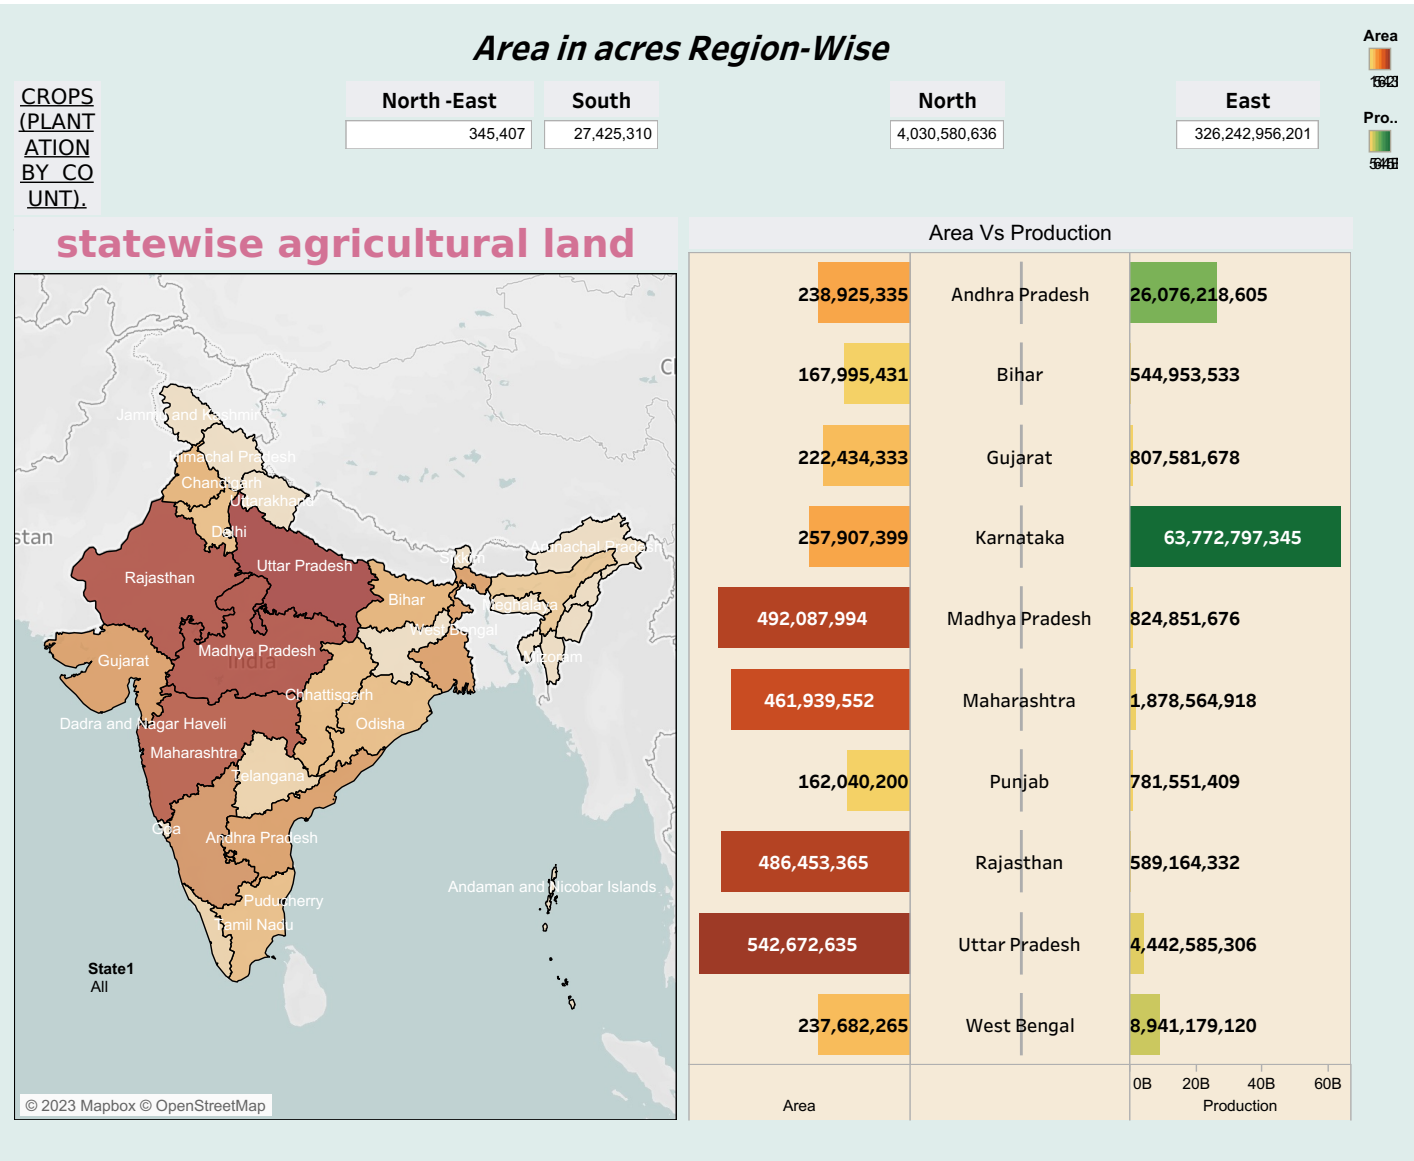 Area in acres Region-Wise
Area
CROPS
(PLANT
ATION
BY CO
UNT).
North -East
345,407
South
27,425,310
North
4,030,580,636
East
326,242,956,201
Pro..
statewise agricultural land
Area Vs Production
Jammu and Kashmir
Himachal Pradesh
Chandigarh
Uttarakhand
stan
Delhi
Rajasthan
Uttar Pradesh
Sikkim
Arunachal Pradesh
Bihar
Meghalaya
West Bengal
Gujarat
Madhya Pradesh
India
Mizoram
Chhattisgarh
Dadra and Nagar Haveli
Odisha
Maharashtra
Telangana
Goa
Andhra Pradesh
Andaman and Nicobar Islands
Puducherry
Tamil Nadu
State1
All
© 2023 Mapbox © OpenStreetMap
238,925,335 Andhra Pradesh 26,076,218,605
167,995,431 Bihar 544,953,533
222,434,333 Gujarat 807,581,678
257,907,399 Karnataka 63,772,797,345
492,087,994 Madhya Pradesh 824,851,676
461,939,552 Maharashtra 1,878,564,918
162,040,200 Punjab 781,551,409
486,453,365 Rajasthan 589,164,332
542,672,635 Uttar Pradesh 4,442,585,306
237,682,265 West Bengal 8,941,179,120
0B 20B 40B 60B
Area Production